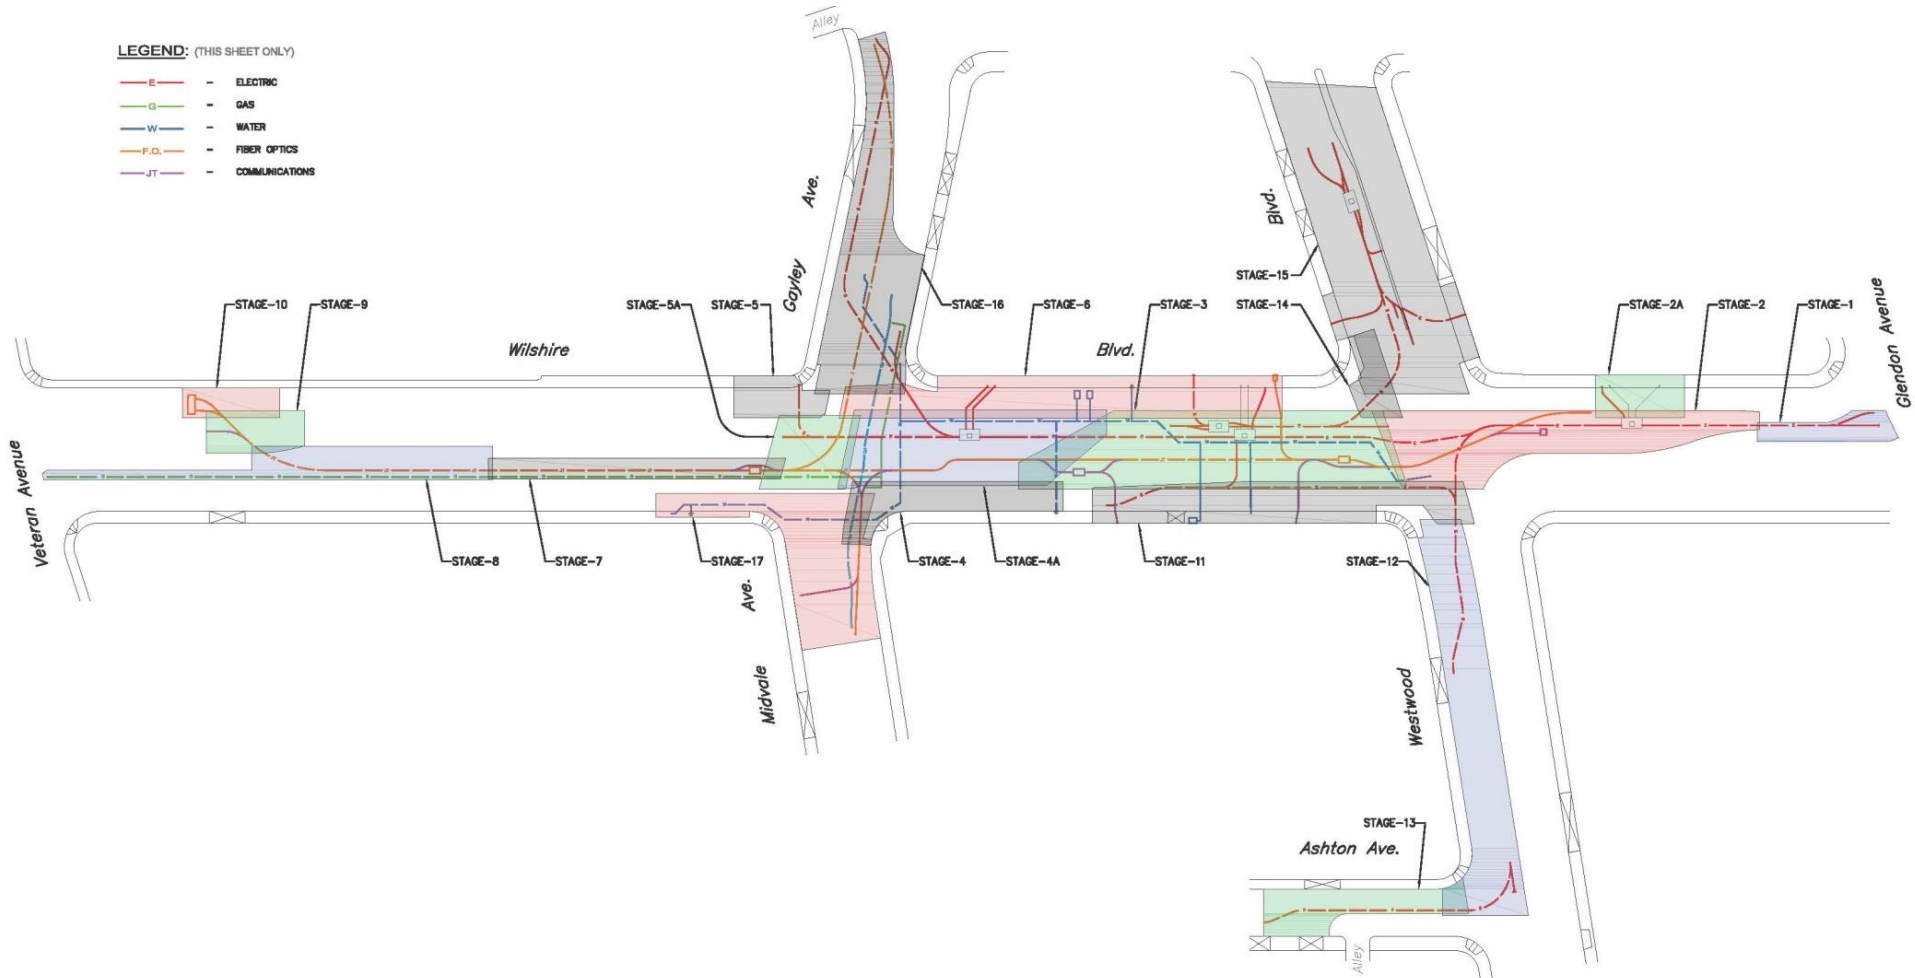 Alley
LEGEND: (THIS SHEET ONLY)
E - ELECTRIC
G - GAS
W - WATER
F.O. - FIBER OPTICS
JT - COMMUNICATIONS
Gayley Ave.
Blvd.
STAGE-15
STAGE-10
STAGE-9
STAGE-5A
STAGE-5
STAGE-16
STAGE-6
STAGE-3
STAGE-14
STAGE-2A
STAGE-2
STAGE-1
Glendon Avenue
Wilshire
Blvd.
Veteran Avenue
STAGE-8
STAGE-7
STAGE-17
STAGE-4
STAGE-4A
STAGE-11
STAGE-12
Midvale Ave.
Westwood
STAGE-13
Ashton Ave.
Alley